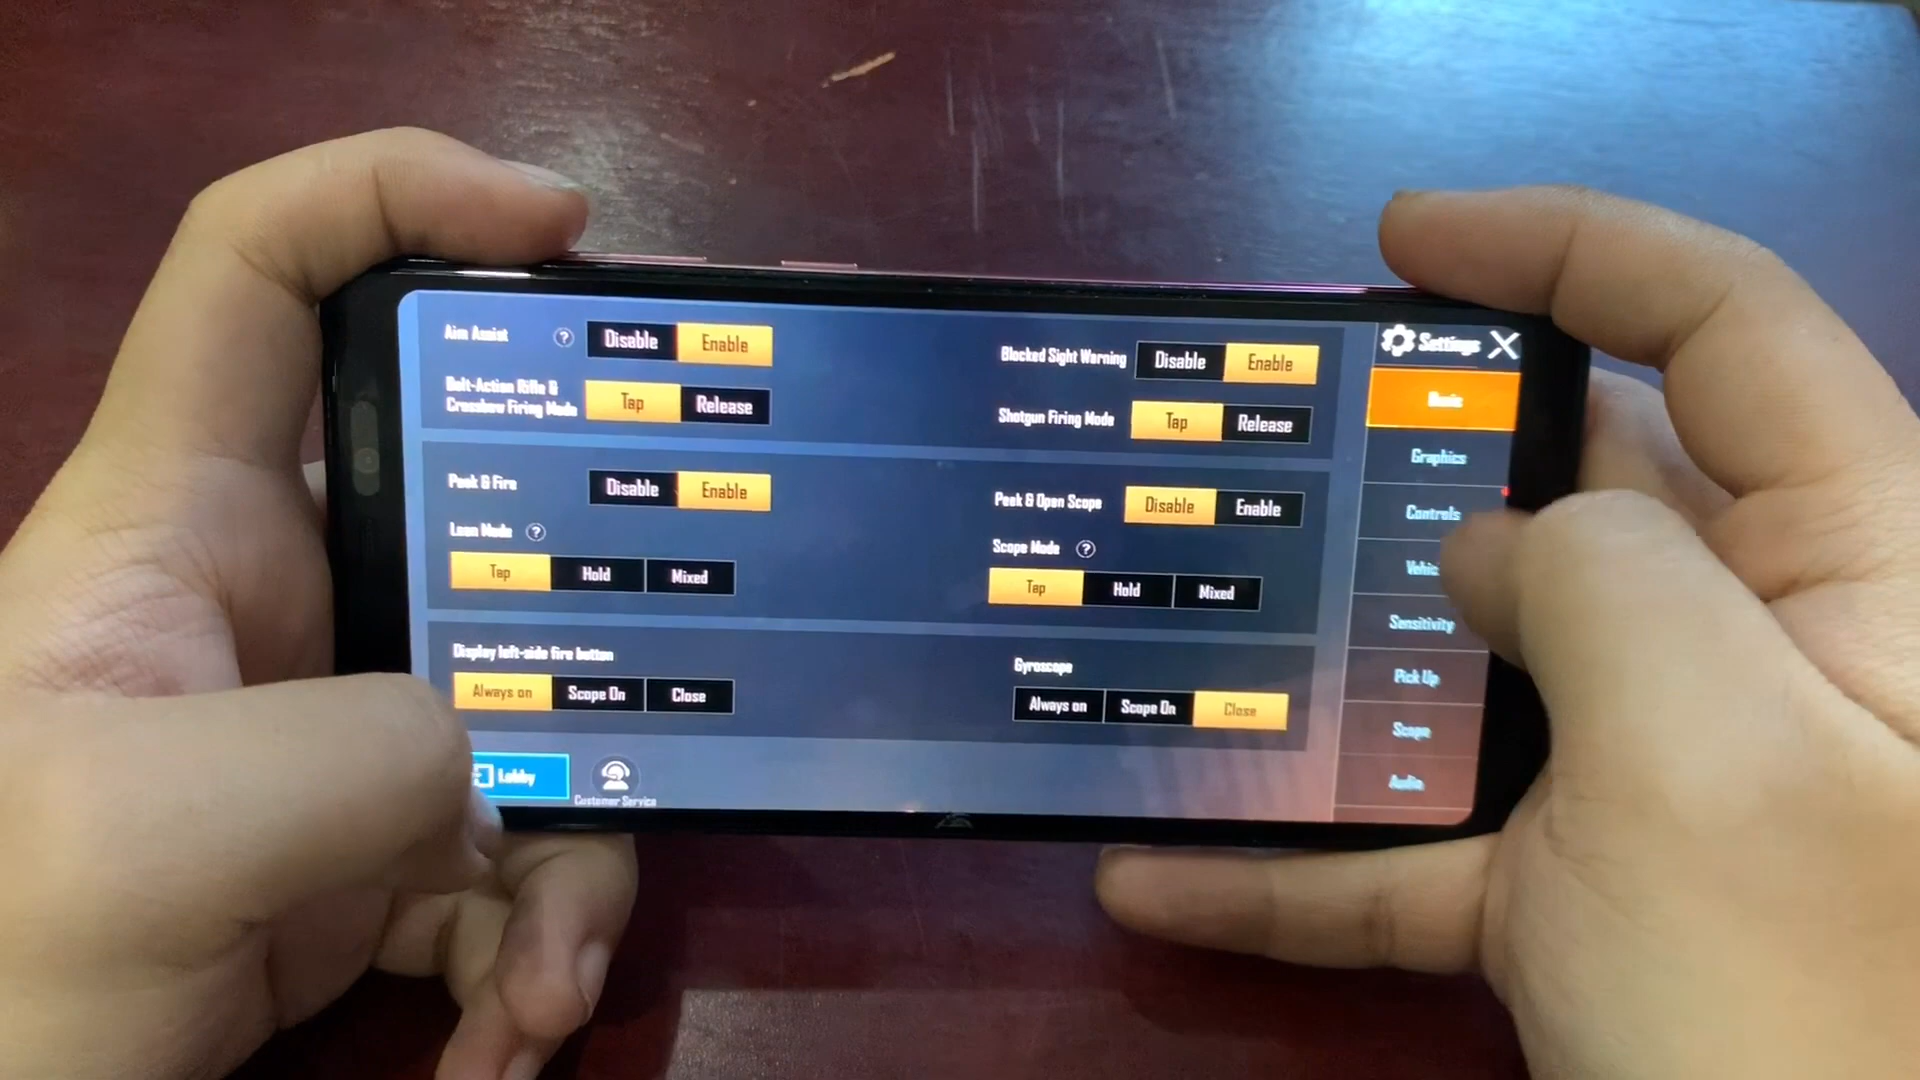 Aim Assist ? Disable Enable
Blocked Sight Warning Disable Enable
Bolt-Action Rifle &
Crossbow Firing Mode Tap Release
Shotgun Firing Mode Tap Release
Peek & Fire Disable Enable
Peek & Open Scope Disable Enable
Lean Mode ?
Tap Hold Mixed
Scope Mode ?
Tap Hold Mixed
Display left-side fire button
Always on Scope On Close
Gyroscope
Always on Scope On Close
Lobby
Customer Service
Settings
Basic
Graphics
Controls
Vehic
Sensitivity
Pick Up
Scope
Audio